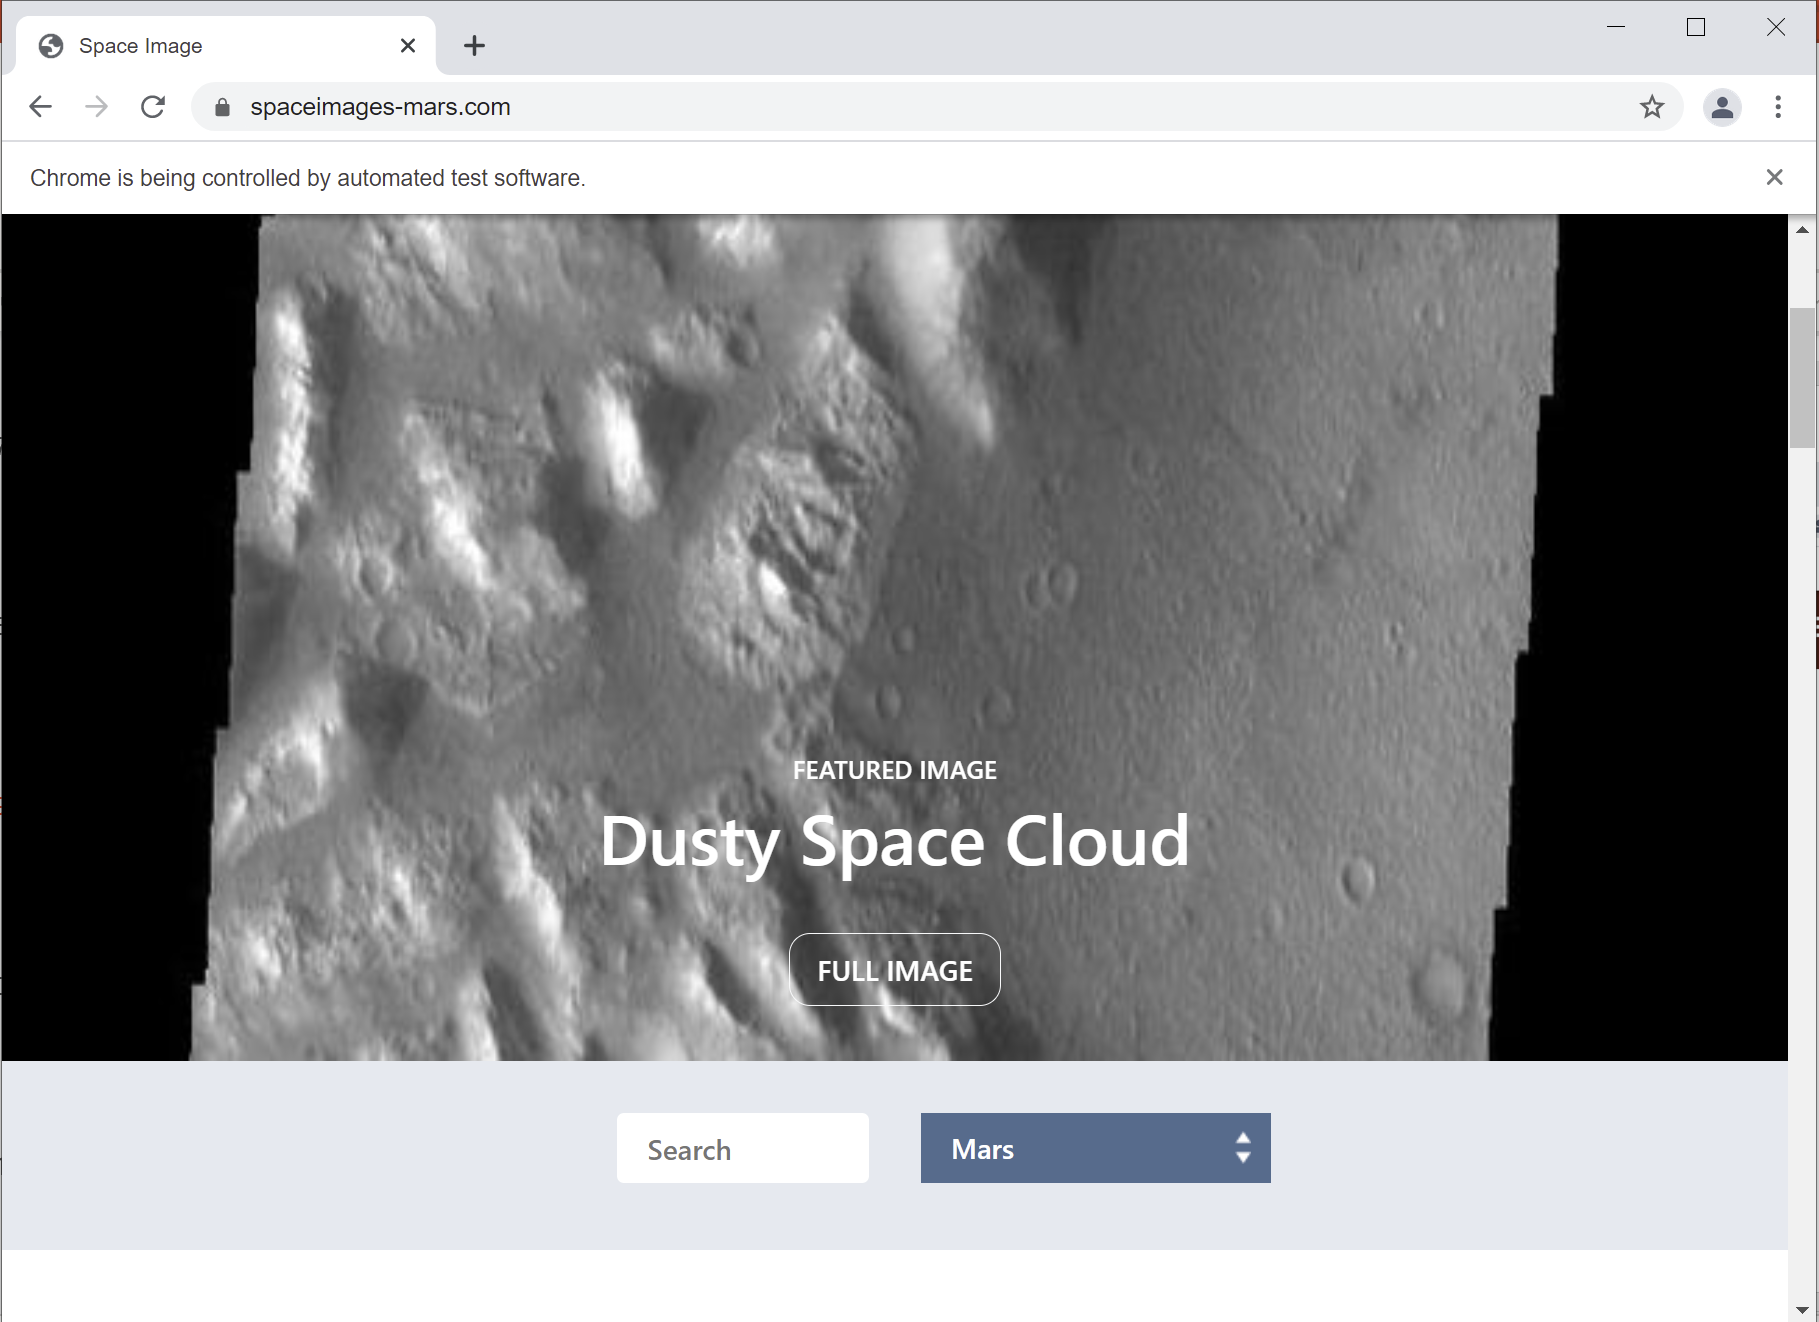 Space Image
spaceimages-mars.com
Chrome is being controlled by automated test software.
FEATURED IMAGE
Dusty Space Cloud
FULL IMAGE
Search
Mars